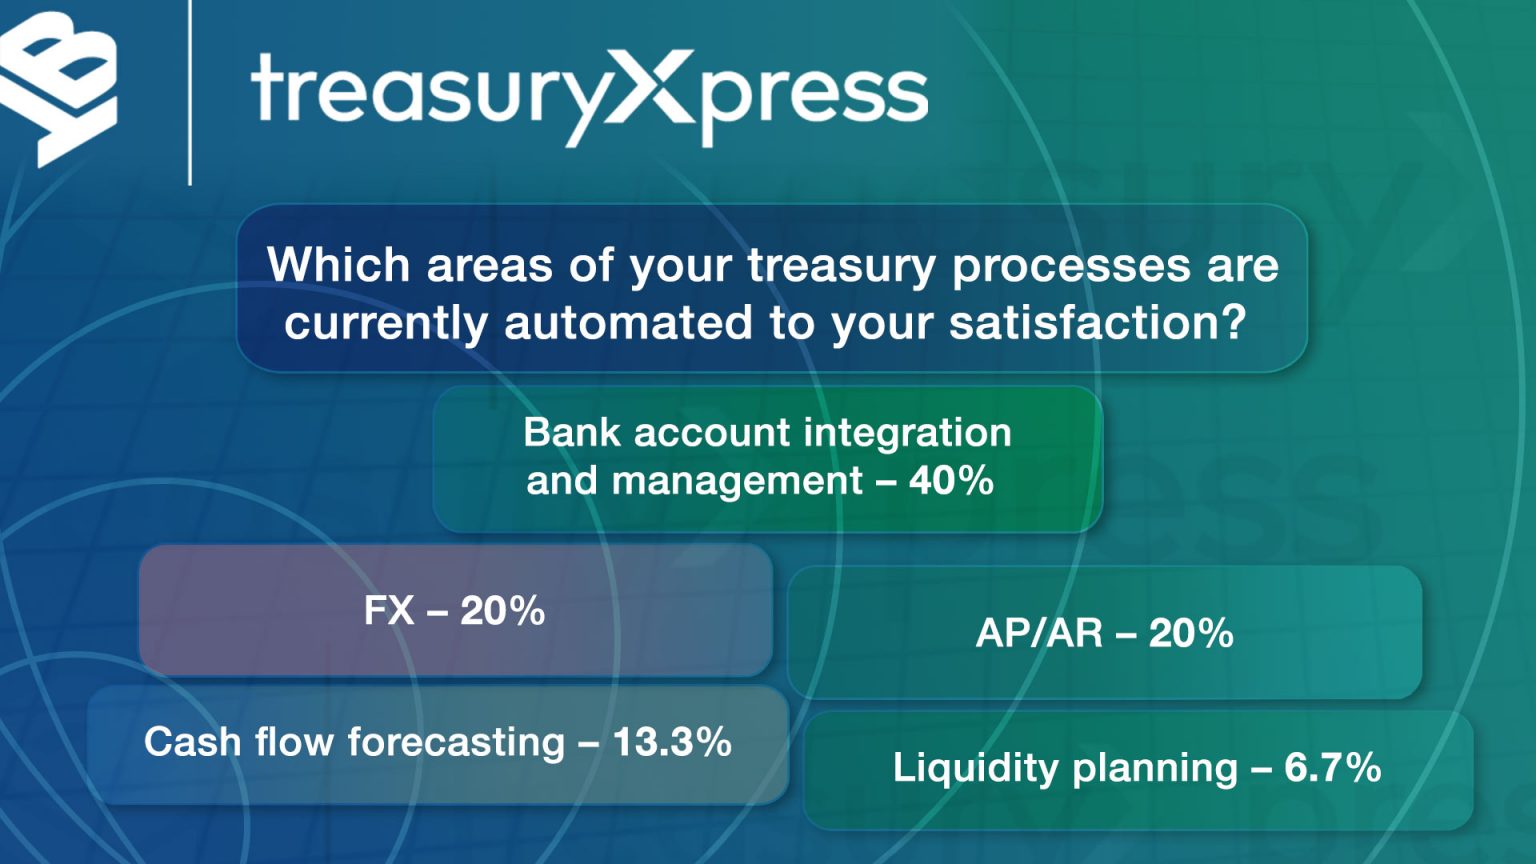 treasuryXpress
Which areas of your treasury processes are
currently automated to your satisfaction?
Bank account integration
and management – 40%
FX – 20%
AP/AR – 20%
Cash flow forecasting – 13.3%
Liquidity planning – 6.7%